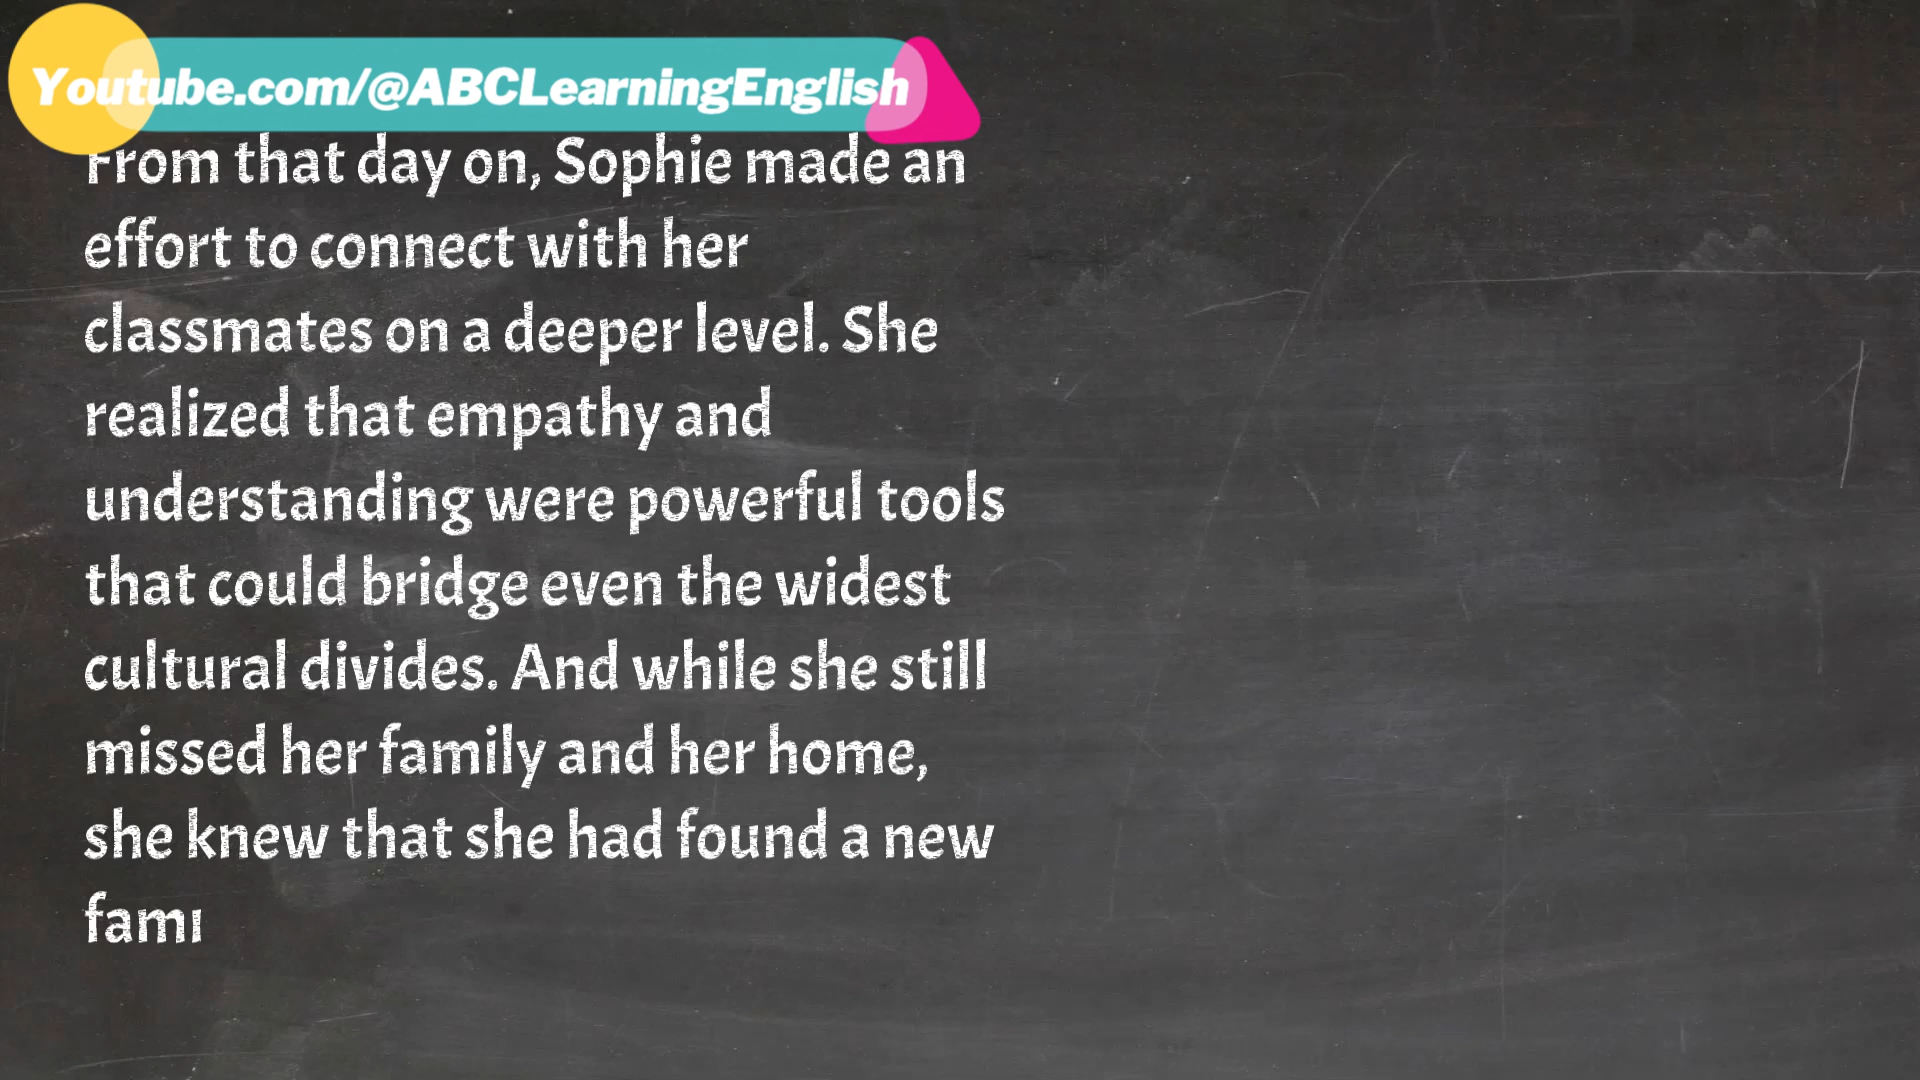 Youtube.com/@ABCLearningEnglish
From that day on, Sophie made an
effort to connect with her
classmates on a deeper level. She
realized that empathy and
understanding were powerful tools
that could bridge even the widest
cultural divides. And while she still
missed her family and her home,
she knew that she had found a new
fami